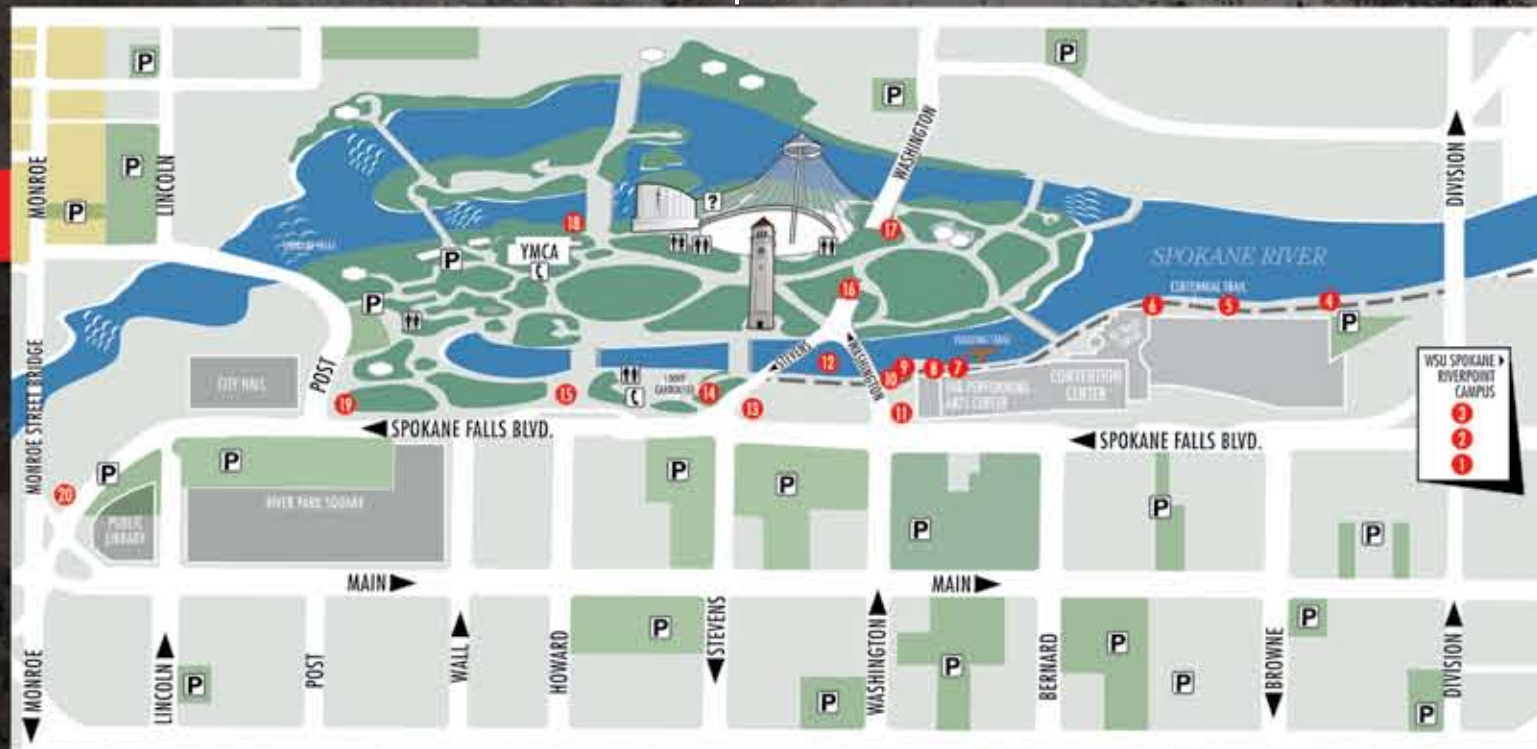 P
P
P
WASHINGTON
P
MONROE
LINCOLN
DIVISION
P
P
?
18
17
YMCA
P
SPOKANE RIVER
CENTENNIAL TRAIL
16
6
5
4
P
P
MONROE STREET BRIDGE
POST
CITY HALL
STEVENS
WASHINGTON
12
9
8
7
10
CONVENTION
CENTER
WSU SPOKANE
RIVERPOINT
CAMPUS
3
2
1
19
15
14
13
11
PERFORMING
ARTS CENTER
SPOKANE FALLS BLVD.
SPOKANE FALLS BLVD.
20
P
P
P
P
P
P
P
RIVER PARK SQUARE
PUBLIC
LIBRARY
MAIN
MAIN
MONROE
LINCOLN
POST
WALL
HOWARD
STEVENS
WASHINGTON
BERNARD
BROWNE
DIVISION
P
P
P
P
P
P
P
P